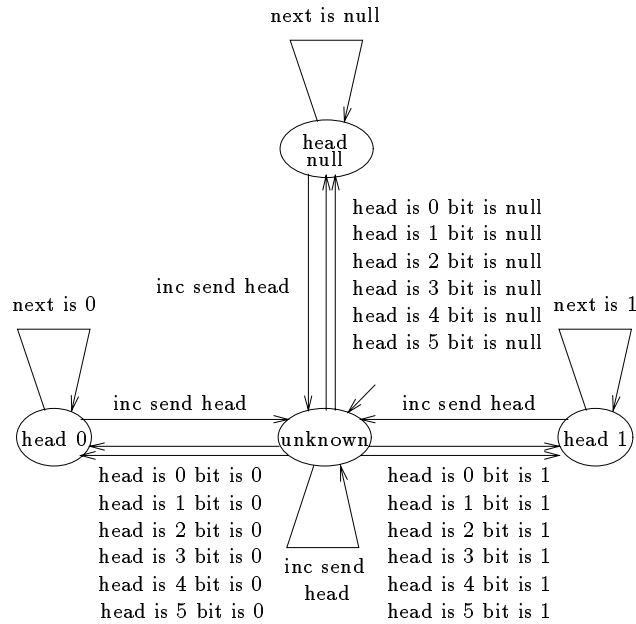 next is null
head
null
head is 0 bit is null
head is 1 bit is null
head is 2 bit is null
head is 3 bit is null
head is 4 bit is null
head is 5 bit is null
inc send head
next is 0
next is 1
inc send head
inc send head
head 0
unknown
head 1
head is 0 bit is 0
head is 1 bit is 0
head is 2 bit is 0
head is 3 bit is 0
head is 4 bit is 0
head is 5 bit is 0
inc send
head
head is 0 bit is 1
head is 1 bit is 1
head is 2 bit is 1
head is 3 bit is 1
head is 4 bit is 1
head is 5 bit is 1